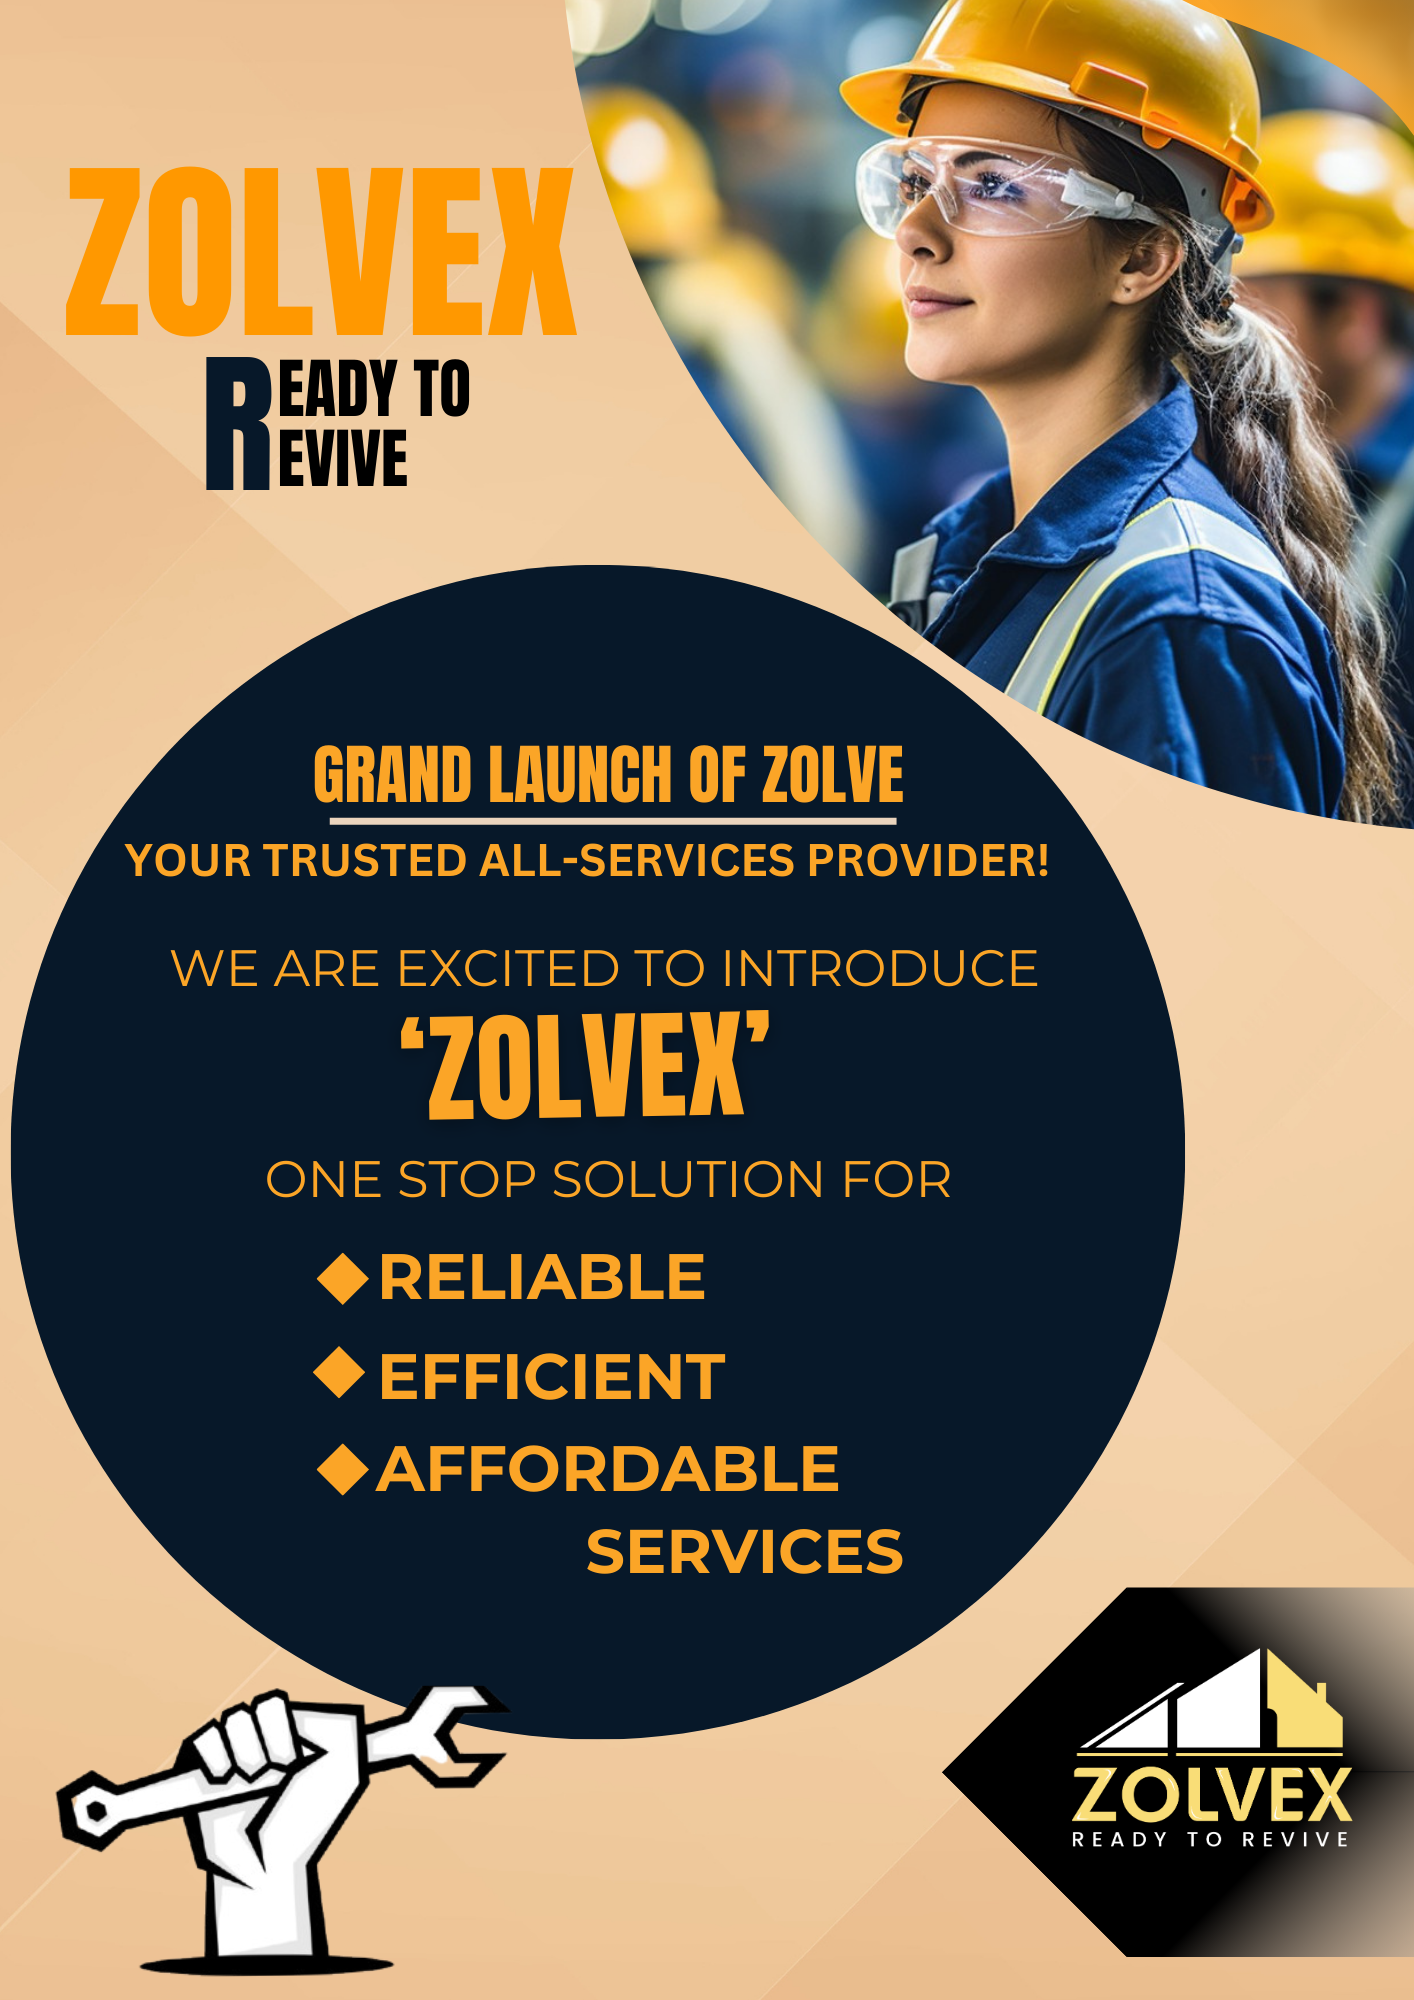 ZOLVEX
READY TO
REVIVE
GRAND LAUNCH OF ZOLVE
YOUR TRUSTED ALL-SERVICES PROVIDER!
WE ARE EXCITED TO INTRODUCE
‘ZOLVEX’
ONE STOP SOLUTION FOR
RELIABLE
EFFICIENT
AFFORDABLE
SERVICES
ZOLVEX
READY TO REVIVE